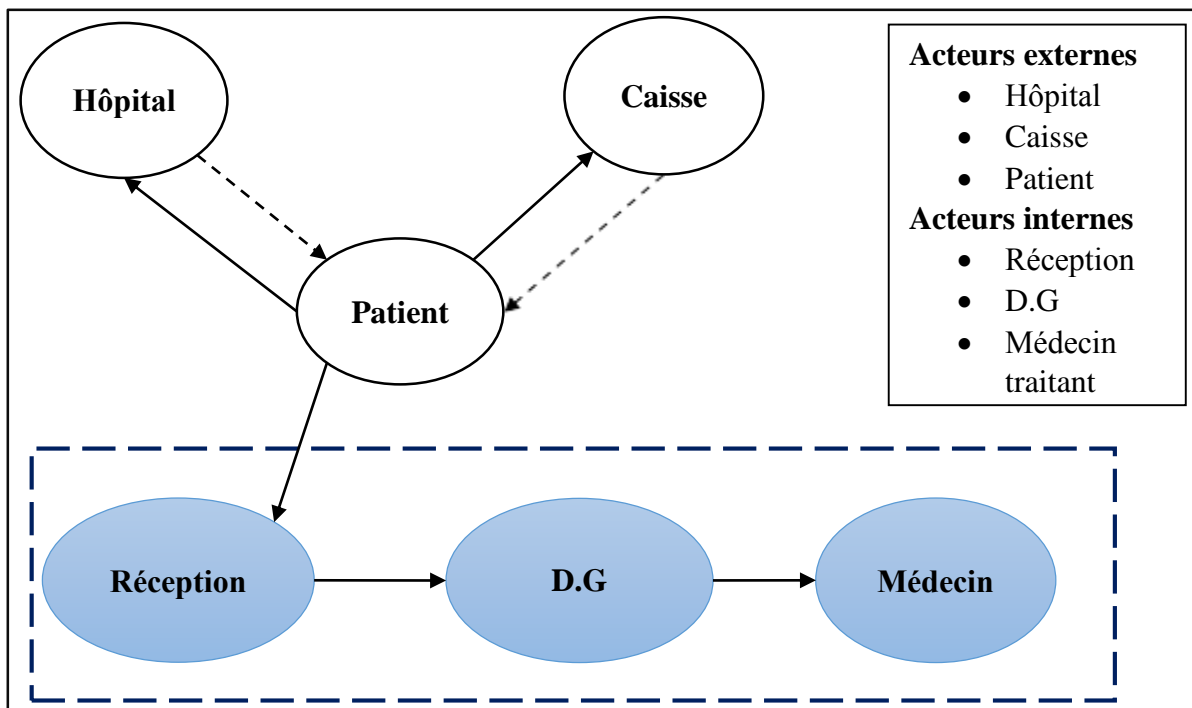 Hôpital
Caisse
Patient
Réception
D.G
Médecin
Acteurs externes
• Hôpital
• Caisse
• Patient
Acteurs internes
• Réception
• D.G
• Médecin
traitant